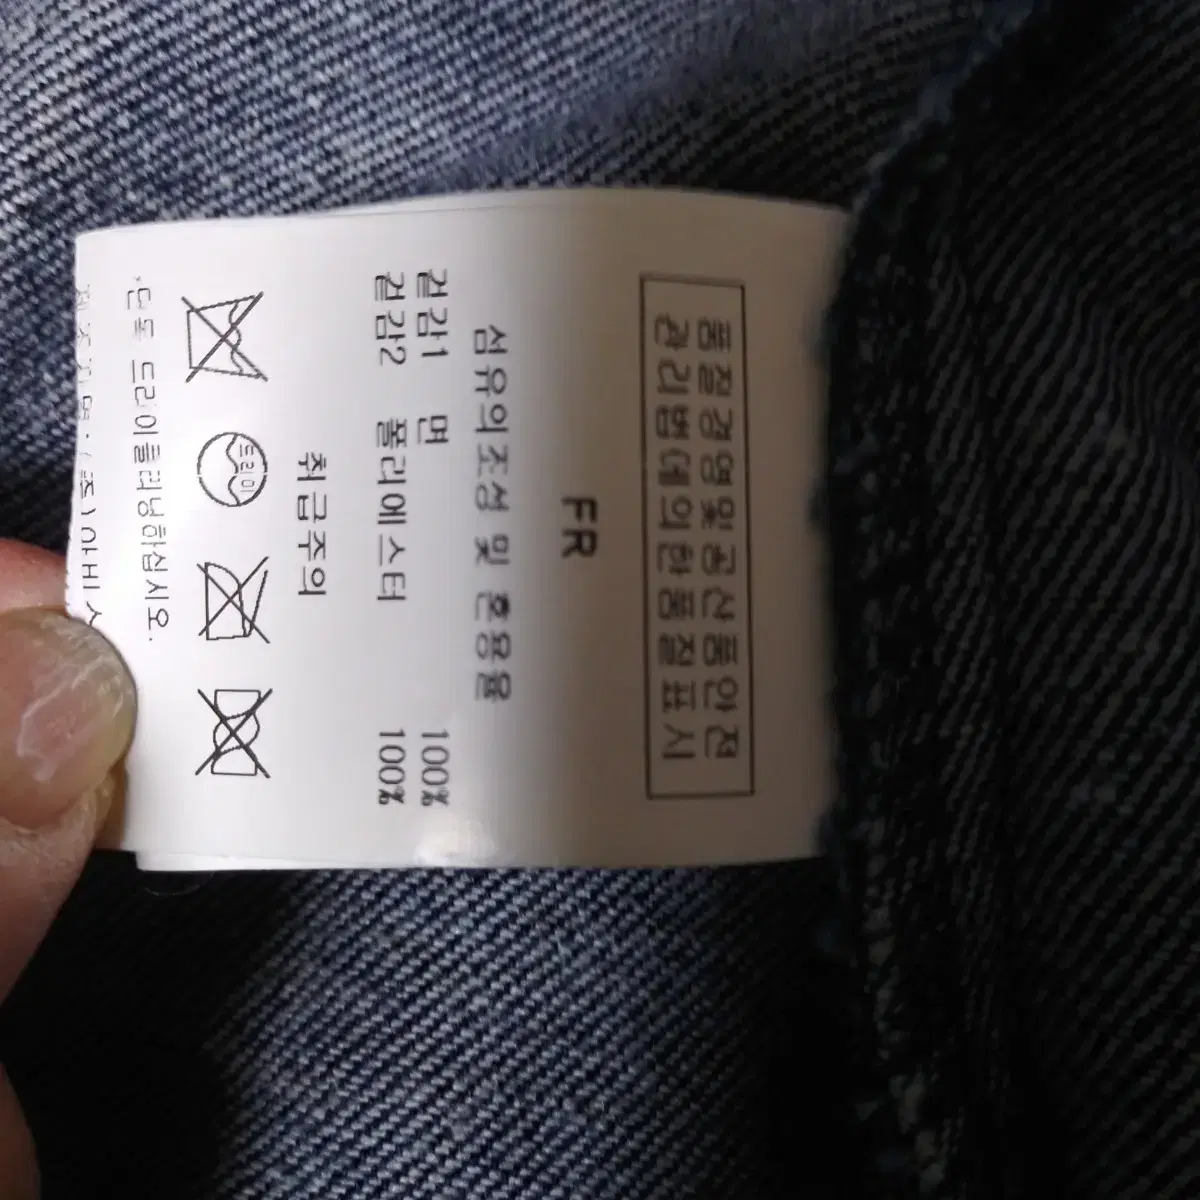 품질경영및공산품안전
관리법에의한품질표시
FR
섬유의조성 및 혼용율
겉감1 면 100%
겉감2 폴리에스터 100%
취급주의
드라이
드라이클리닝하십시오.